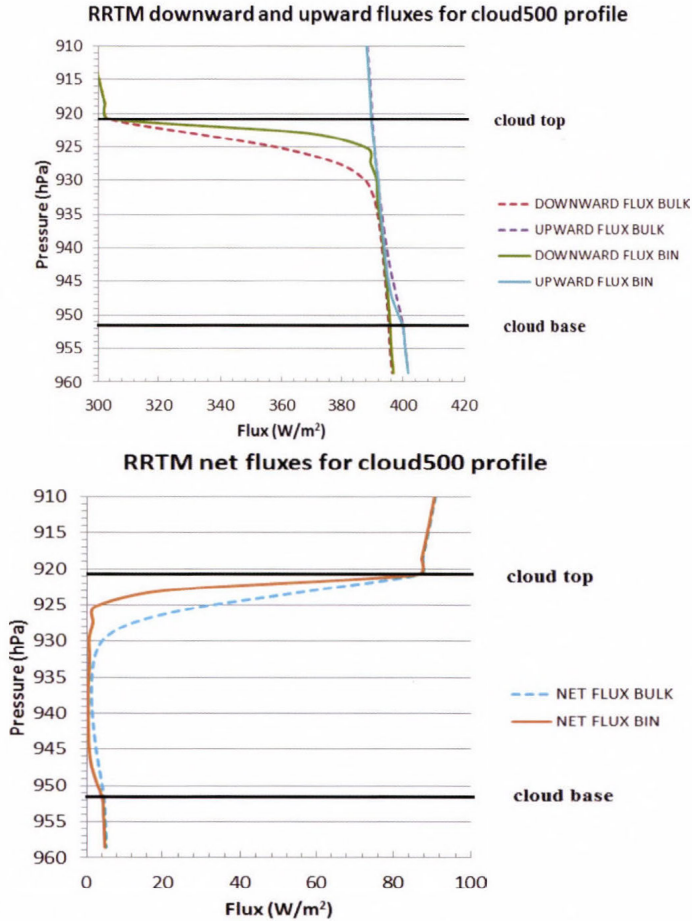 RRTM downward and upward fluxes for cloud500 profile
910
915
920
925
930
935
940
945
950
955
960
Pressure (hPa)
300
320
340
360
380
400
420
Flux (W/m²)
cloud top
DOWNWARD FLUX BULK
UPWARD FLUX BULK
DOWNWARD FLUX BIN
UPWARD FLUX BIN
cloud base
RRTM net fluxes for cloud500 profile
910
915
920
925
930
935
940
945
950
955
960
Pressure (hPa)
0
20
40
60
80
100
Flux (W/m²)
cloud top
NET FLUX BULK
NET FLUX BIN
cloud base